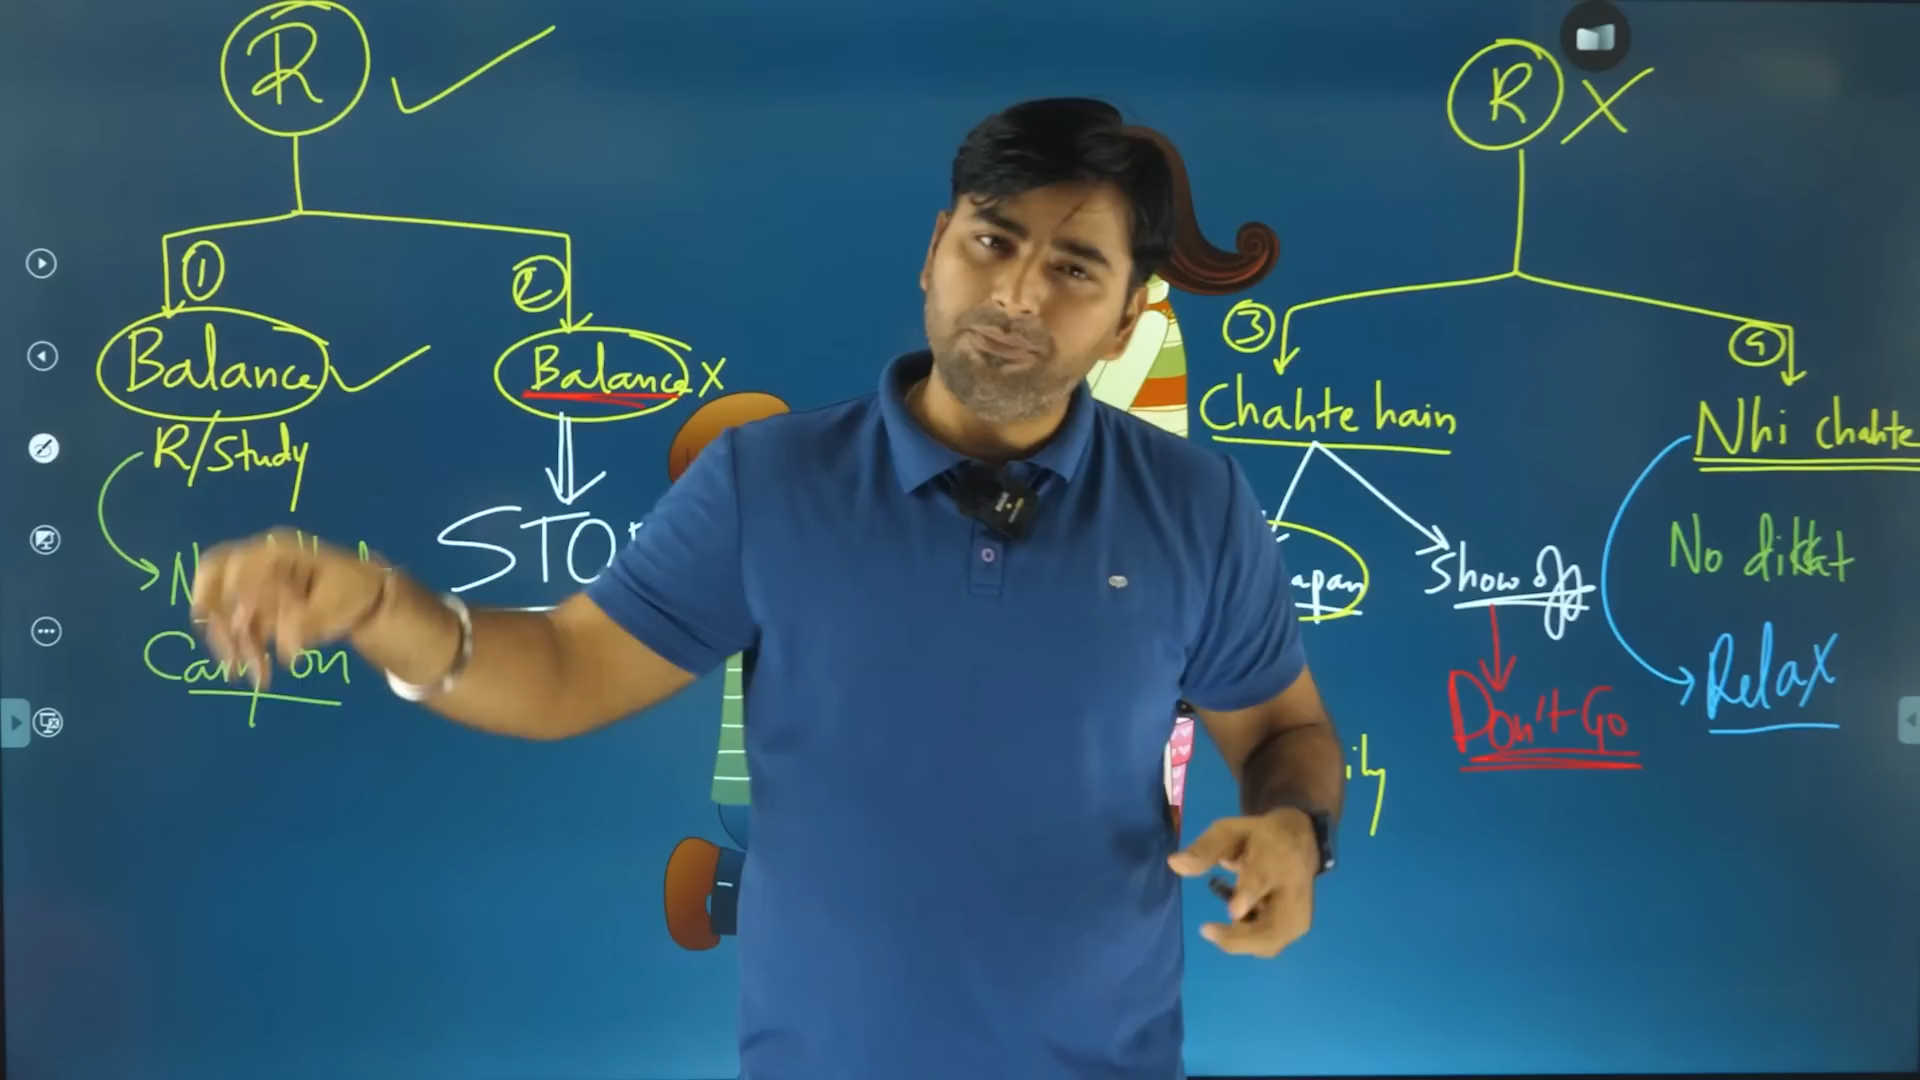 R
R X
①
②
③
4
Balance
Balance X
Chahte hain
Nhi chahte
R/Study
No dikkat
Show off
Carry on
Relax
Don't Go